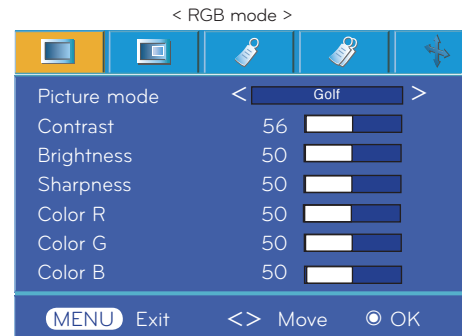 < RGB mode >
Picture mode < Golf >
Contrast 56
Brightness 50
Sharpness 50
Color R 50
Color G 50
Color B 50
MENU Exit <> Move ◉ OK